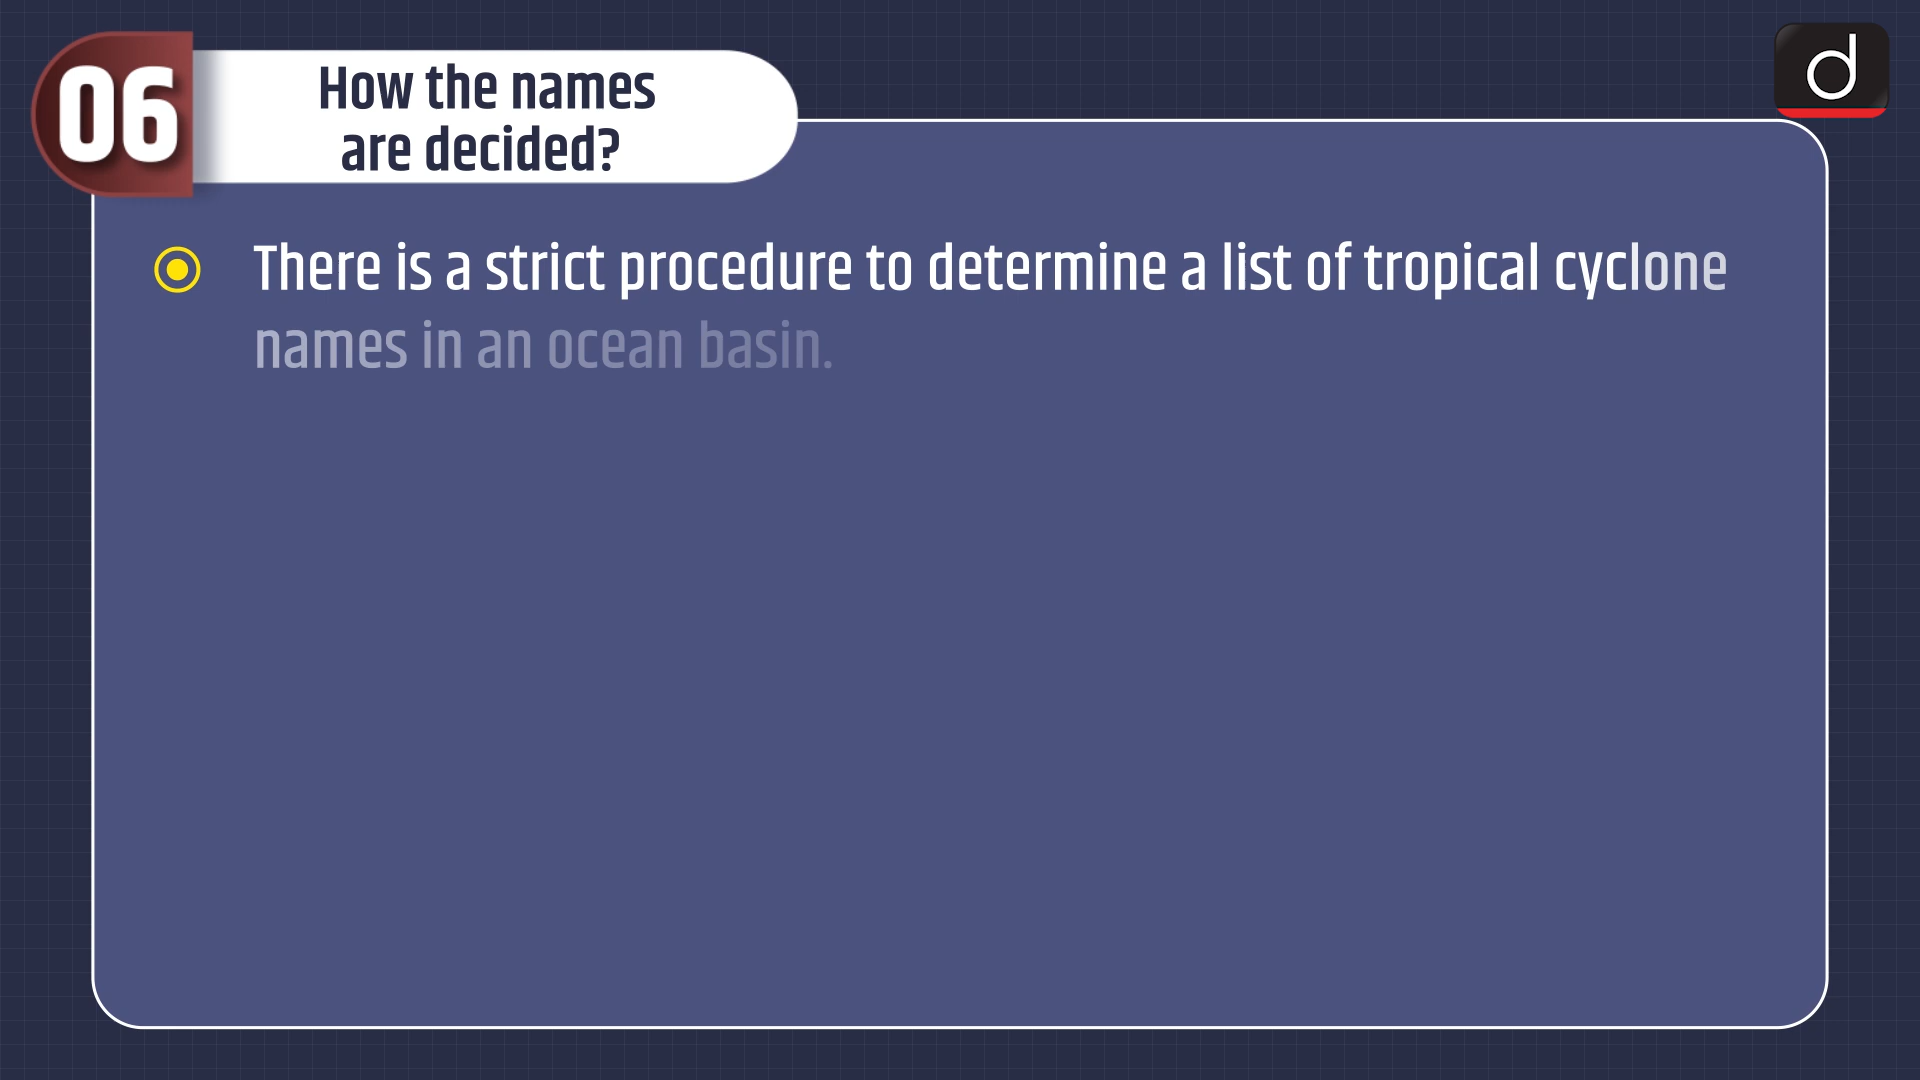 06
How the names
are decided?
There is a strict procedure to determine a list of tropical cyclone
names in an ocean basin.
d